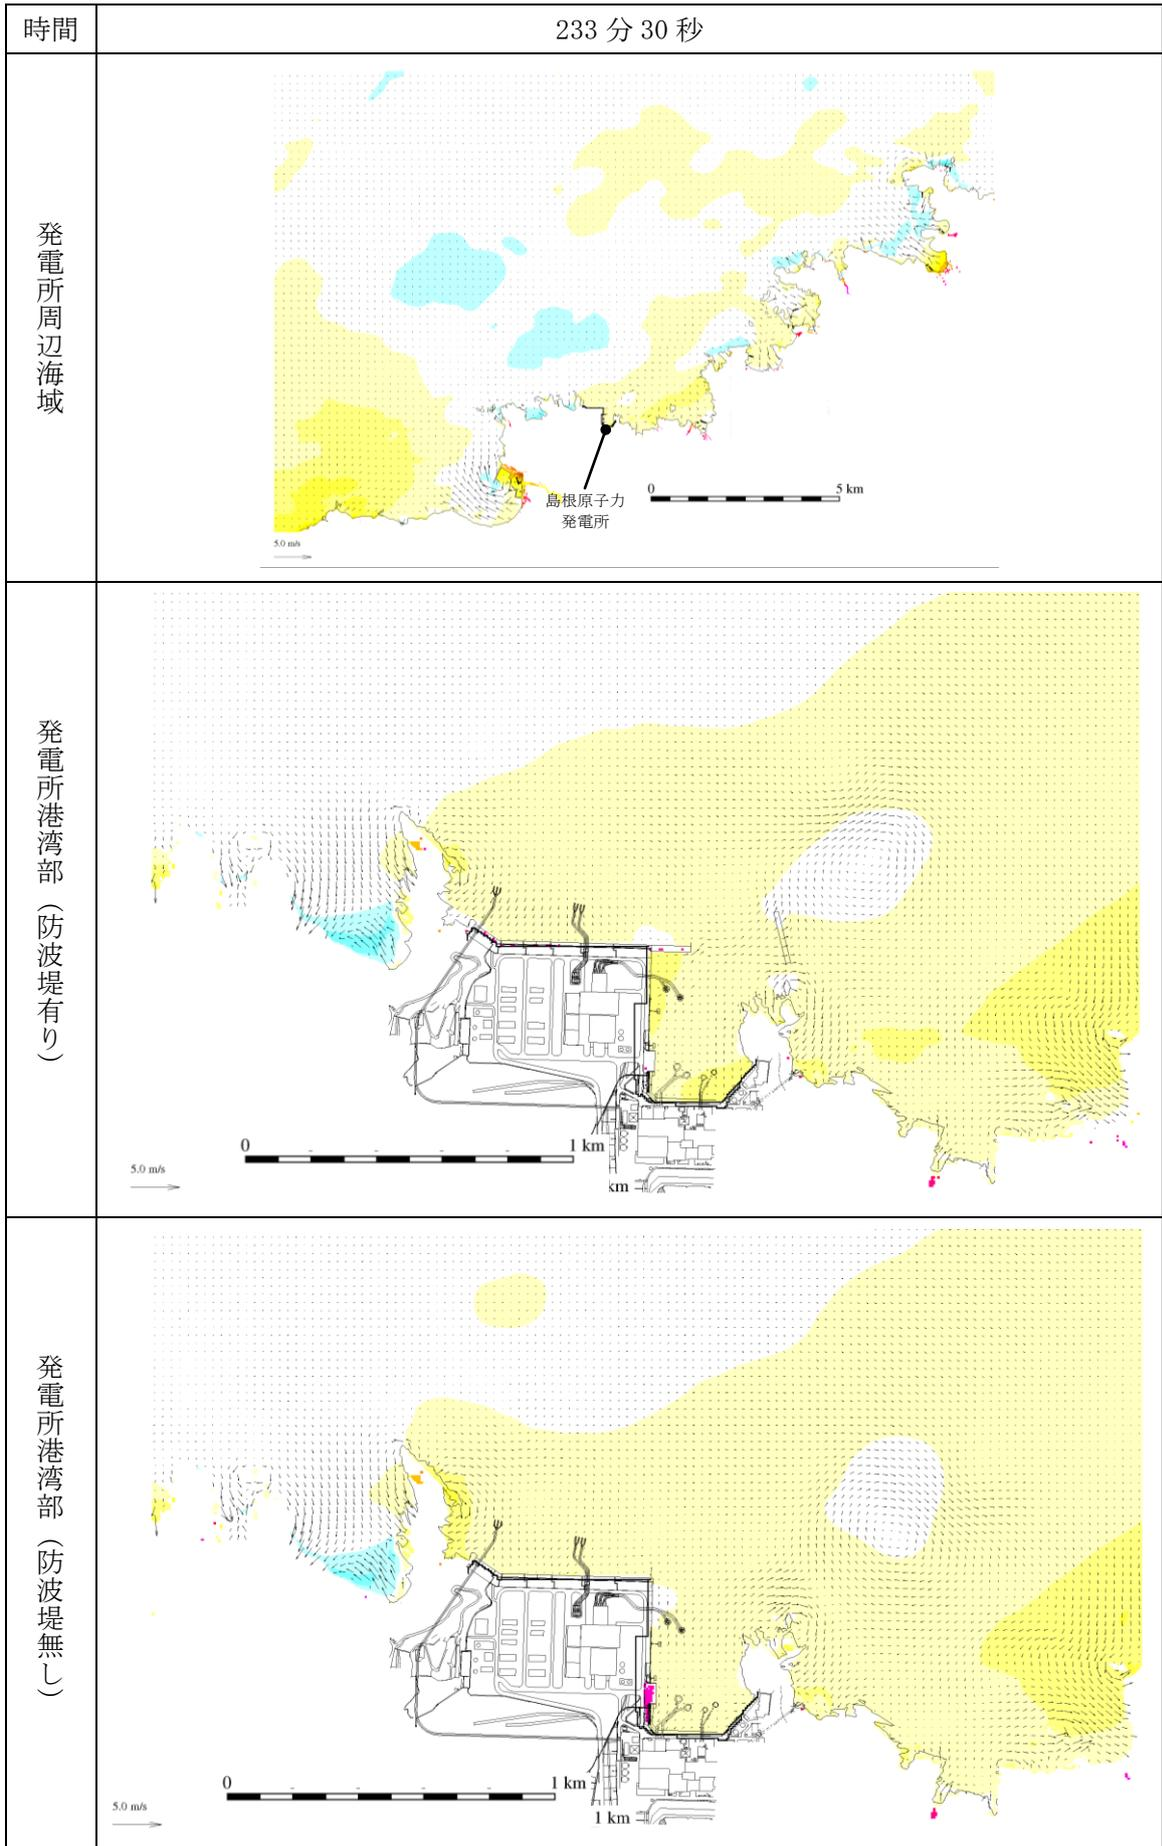 時間
233 分 30 秒
発電所周辺海域
島根原子力
発電所
0
5 km
5.0 m/s
発電所港湾部（防波堤有り）
0
1 km
km
5.0 m/s
発電所港湾部（防波堤無し）
0
1 km
1 km
5.0 m/s